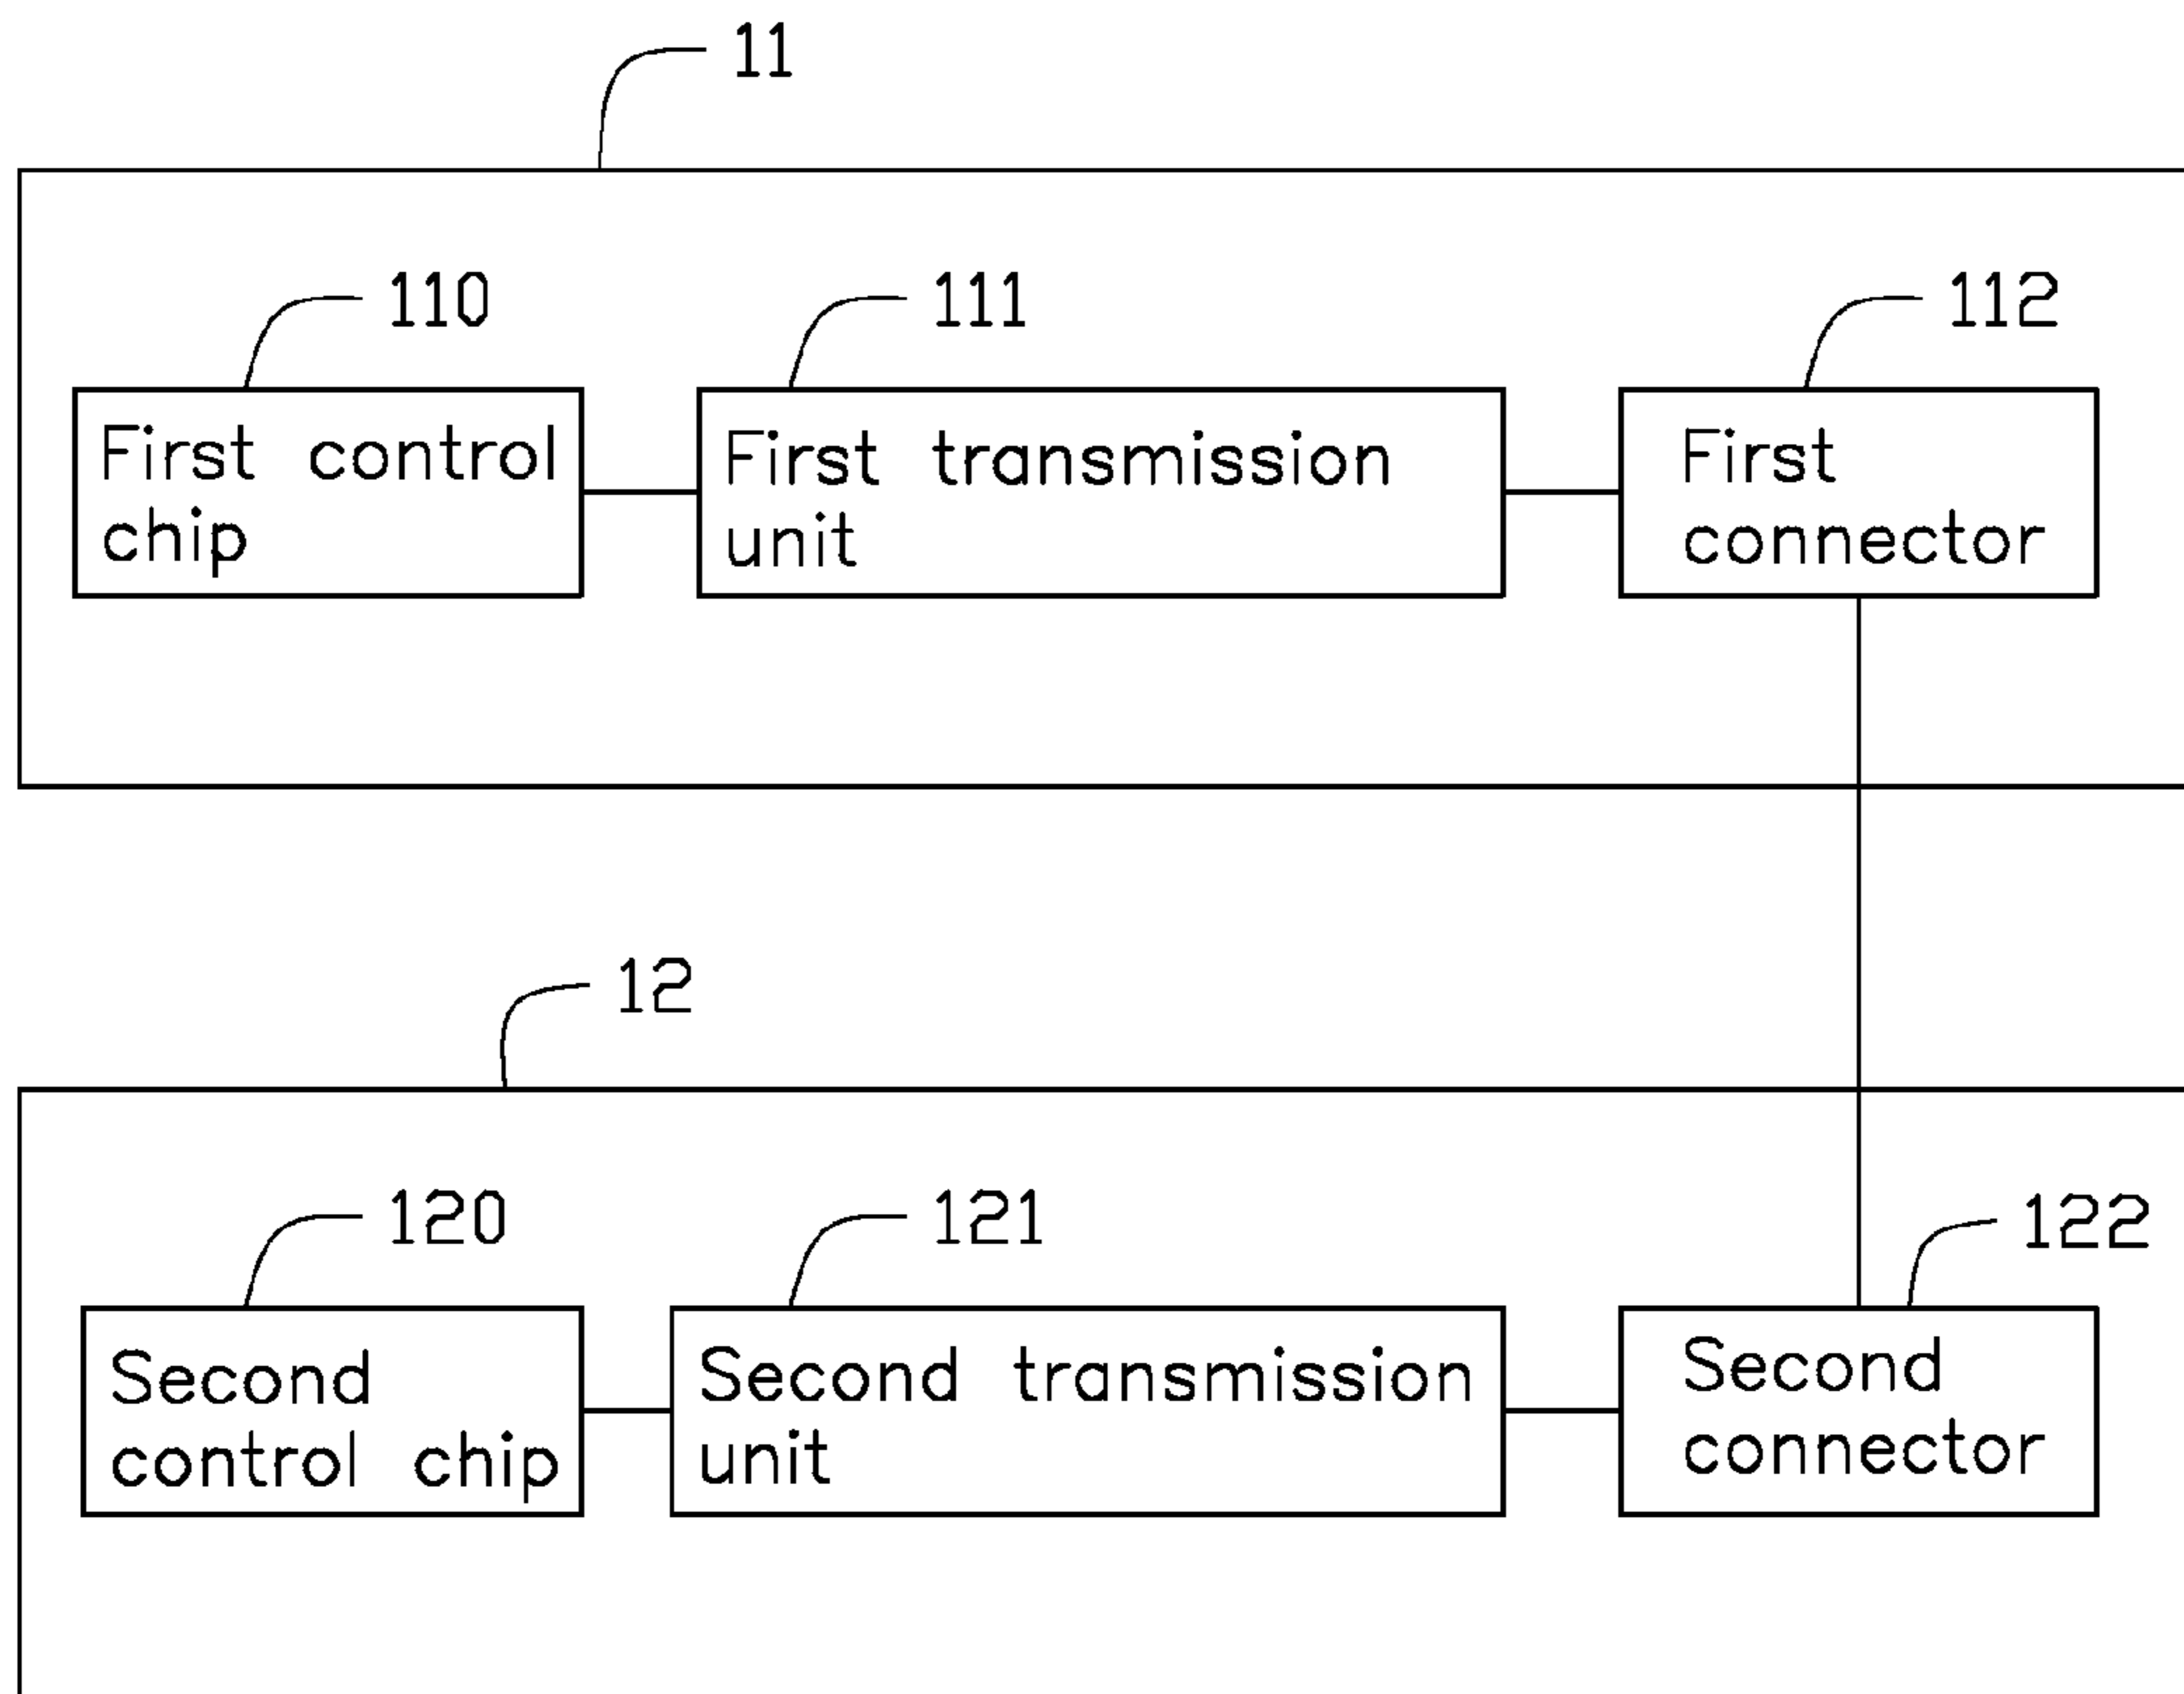 11
110
111
112
First control
chip
First transmission
unit
First
connector
12
120
121
122
Second
control chip
Second transmission
unit
Second
connector